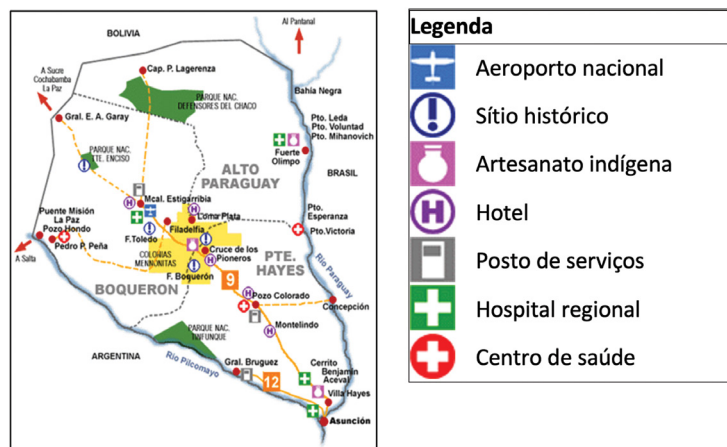 BOLIVIA
Al Pantanal
A Sucre
Cochabamba
La Paz
Cap. P. Lagerenza
PARQUE NAC.
DEFENSORES DEL CHACO
Bahía Negra
Gral. E. A. Garay
Pto. Leda
Pto. Voluntad
Pto. Mihanovich
PARQUE NAC.
TTE. ENCISO
Fuerte
Olimpo
ALTO
PARAGUAY
BRASIL
Mcal. Estigarribia
Pto.
Esperanza
Puente Misión
La Paz
Pozo Hondo
Loma Plata
Filadelfia
Pto.Victoria
Pedro P. Peña
F.Toledo
A Salta
COLONIAS
MENNONITAS
Cruce de los
Pioneros
PTE.
HAYES
Río Paraguay
F. Boquerón
BOQUERON
9
Pozo Colorado
Concepción
PARQUE NAC.
TINFUNQUE
Montelindo
ARGENTINA
Río Pilcomayo
Gral. Bruguez
12
Cerrito
Benjamín
Aceval
Villa Hayes
Asunción
Legenda
Aeroporto nacional
Sítio histórico
Artesanato indígena
H Hotel
Posto de serviços
Hospital regional
Centro de saúde